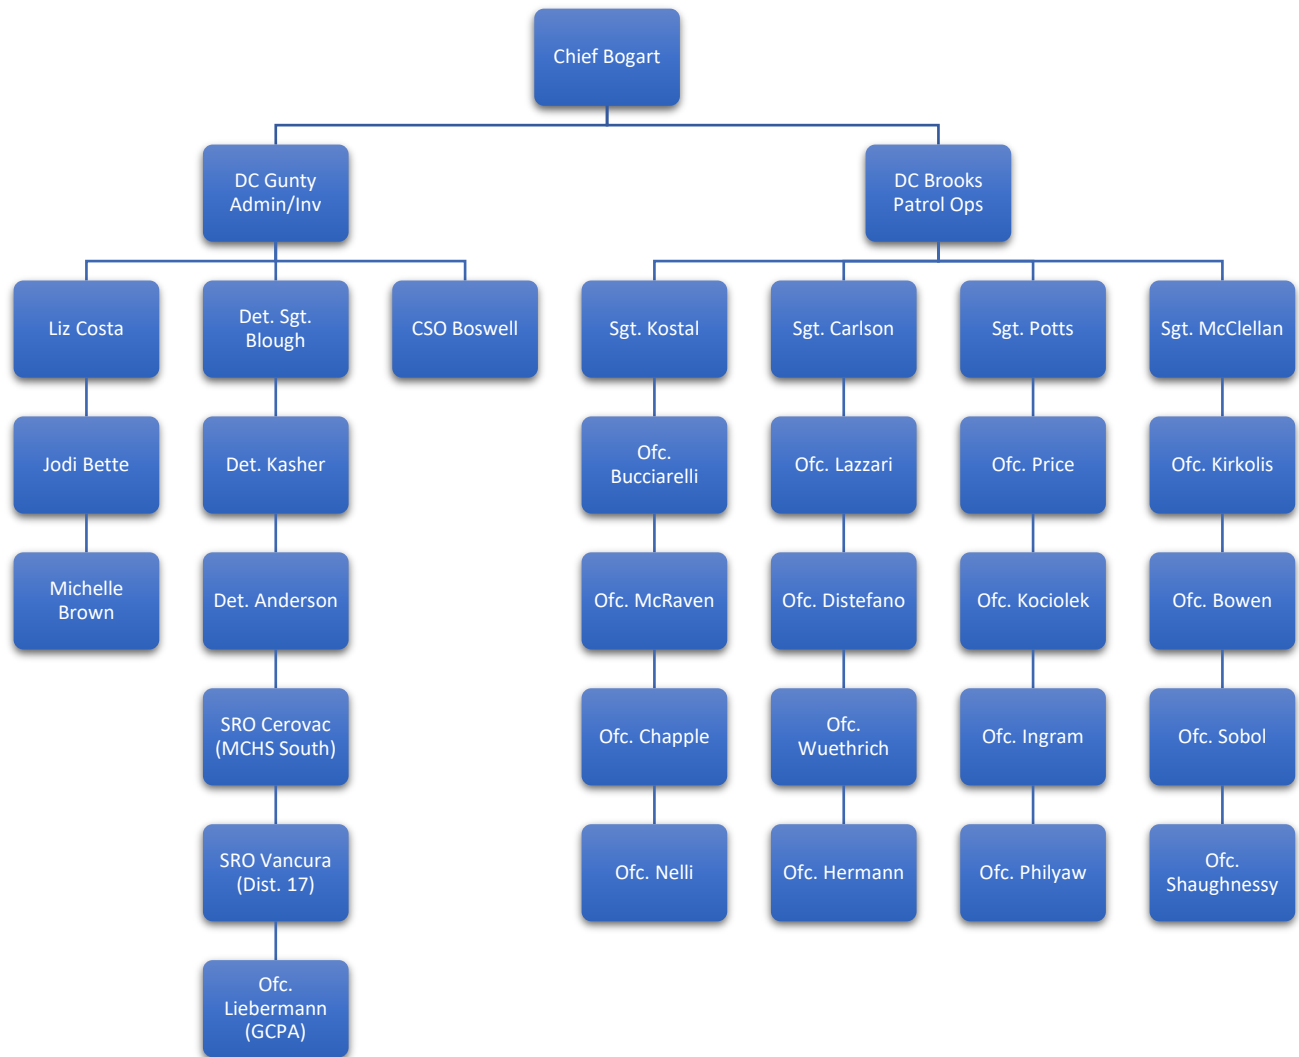 Chief Bogart
DC Gunty
Admin/Inv
DC Brooks
Patrol Ops
Liz Costa
Det. Sgt.
Blough
CSO Boswell
Sgt. Kostal
Sgt. Carlson
Sgt. Potts
Sgt. McClellan
Jodi Bette
Det. Kasher
Ofc.
Bucciarelli
Ofc. Lazzari
Ofc. Price
Ofc. Kirkolis
Michelle
Brown
Det. Anderson
Ofc. McRaven
Ofc. Distefano
Ofc. Kociolek
Ofc. Bowen
SRO Cerovac
(MCHS South)
Ofc. Chapple
Ofc.
Wuethrich
Ofc. Ingram
Ofc. Sobol
SRO Vancura
(Dist. 17)
Ofc. Nelli
Ofc. Hermann
Ofc. Philyaw
Ofc.
Shaughnessy
Ofc.
Liebermann
(GCPA)